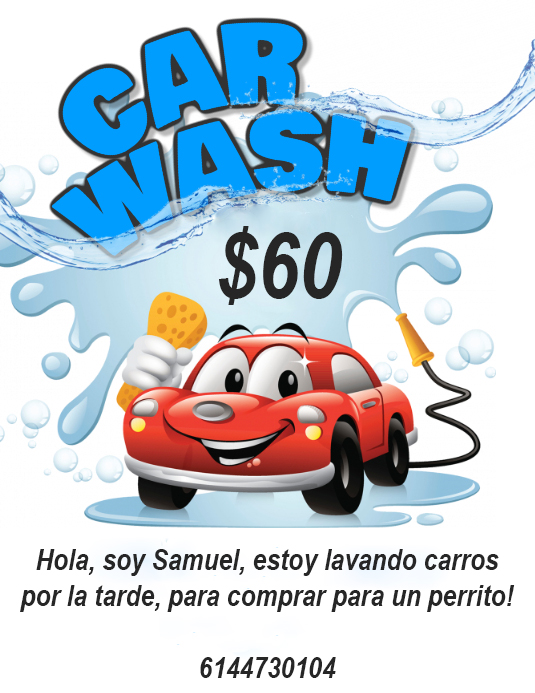 CAR
WASH
$60
Hola, soy Samuel, estoy lavando carros
por la tarde, para comprar para un perrito!
6144730104